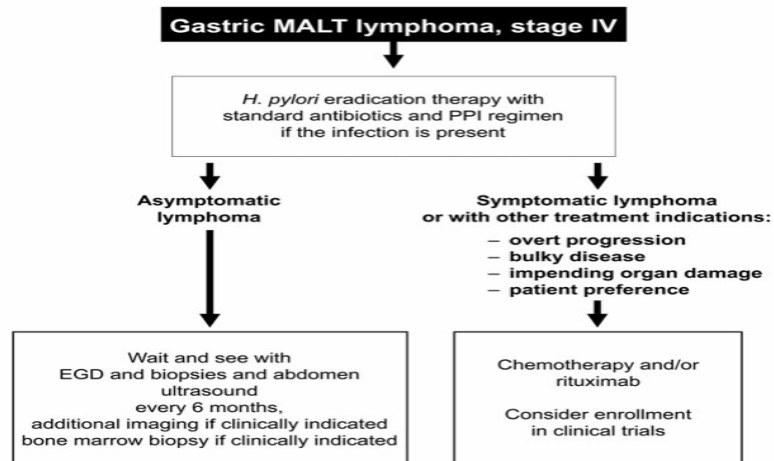 Gastric MALT lymphoma, stage IV
H. pylori eradication therapy with
standard antibiotics and PPI regimen
if the infection is present
Asymptomatic
lymphoma
Wait and see with
EGD and biopsies and abdomen
ultrasound
every 6 months,
additional imaging if clinically indicated
bone marrow biopsy if clinically indicated
Symptomatic lymphoma
or with other treatment indications:
– overt progression
– bulky disease
– impending organ damage
– patient preference
Chemotherapy and/or
rituximab
Consider enrollment
in clinical trials